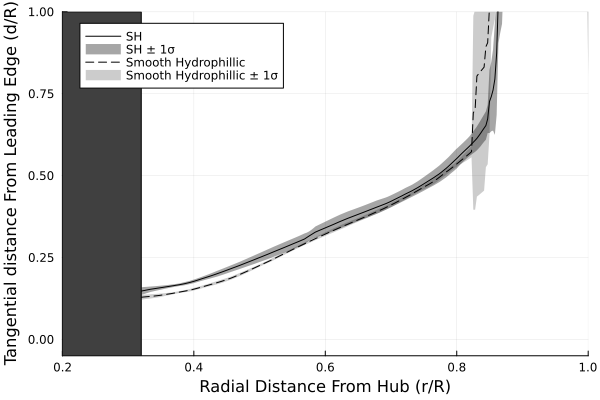 Tangential distance From Leading Edge (d/R)
1.00
0.75
0.50
0.25
0.00
SH
SH ± 1σ
Smooth Hydrophillic
Smooth Hydrophillic ± 1σ
0.2 0.4 0.6 0.8 1.0
Radial Distance From Hub (r/R)